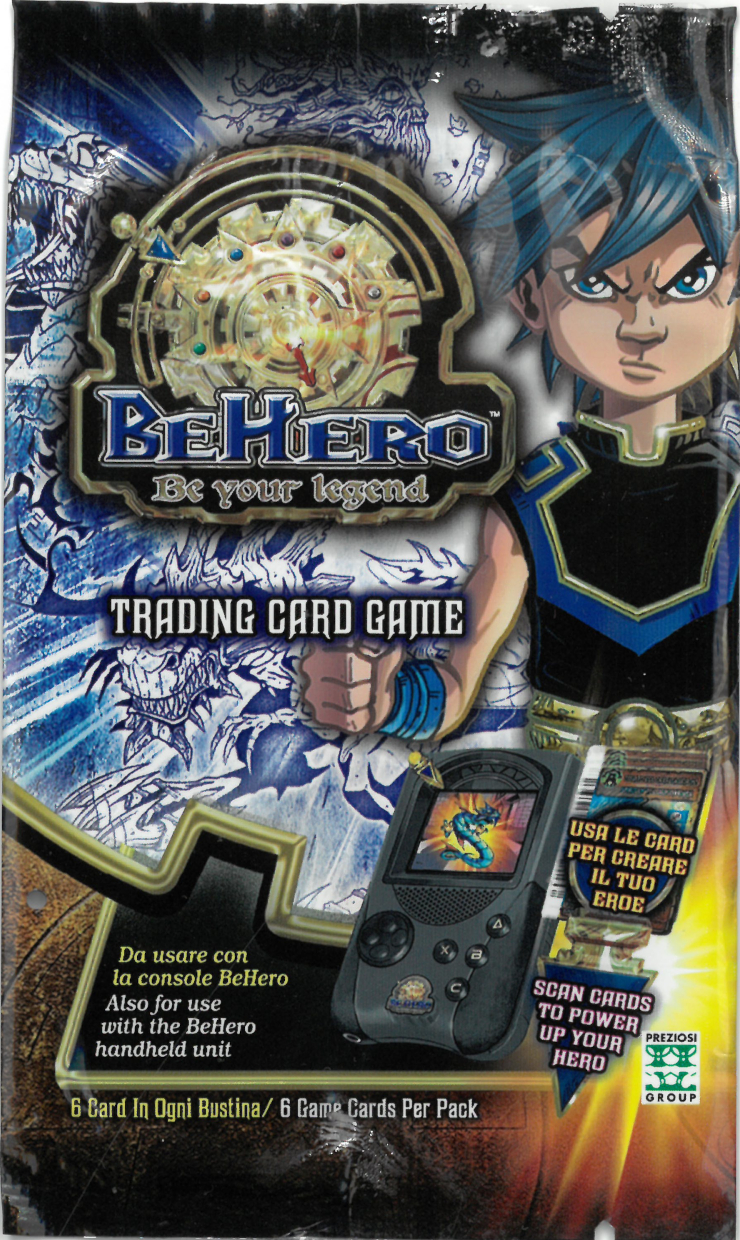 BEHERO™
Be your legend
TRADING CARD GAME
USA LE CARD
PER CREARE
IL TUO
EROE
Da usare con
la console BeHero
Also for use
with the BeHero
handheld unit
X
A
B
C
BEHERO
SCAN CARDS
TO POWER
UP YOUR
HERO
PREZIOSI
GROUP
6 Card In Ogni Bustina/ 6 Game Cards Per Pack